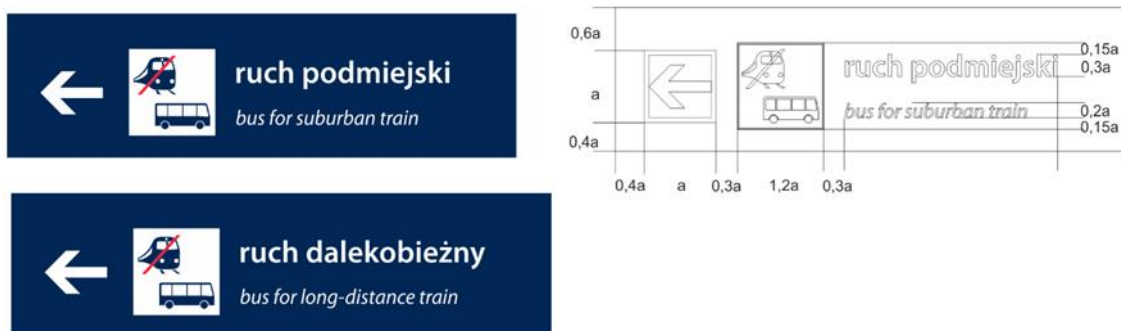 ruch podmiejski
bus for suburban train
ruch dalekobieżny
bus for long-distance train
0,6a
a
0,4a
0,4a
a
0,3a
1,2a
0,3a
ruch podmiejski
bus for suburban train
0,15a
0,3a
0,2a
0,15a